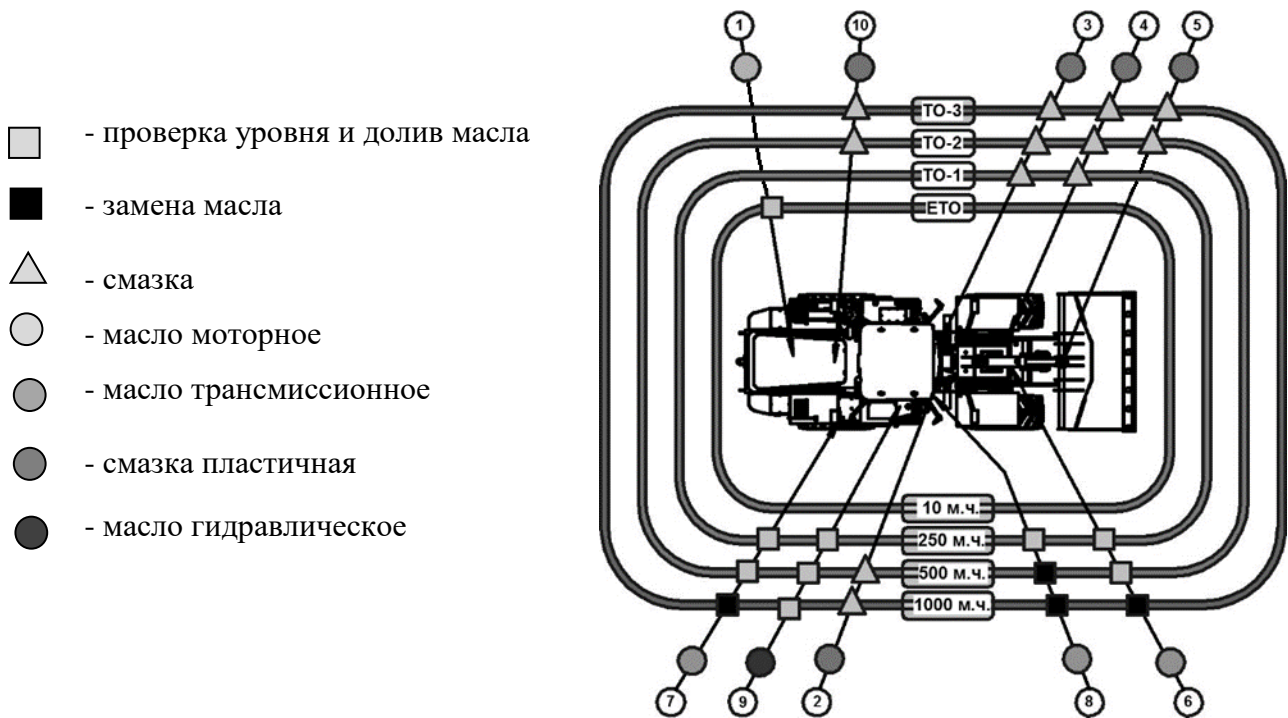 1 10 3 4 5
- проверка уровня и долив масла
- замена масла
- смазка
- масло моторное
- масло трансмиссионное
- смазка пластичная
- масло гидравлическое
ТО-3
ТО-2
ТО-1
ЕТО
10 м.ч.
250 м.ч.
500 м.ч.
1000 м.ч.
7 9 2 8 6